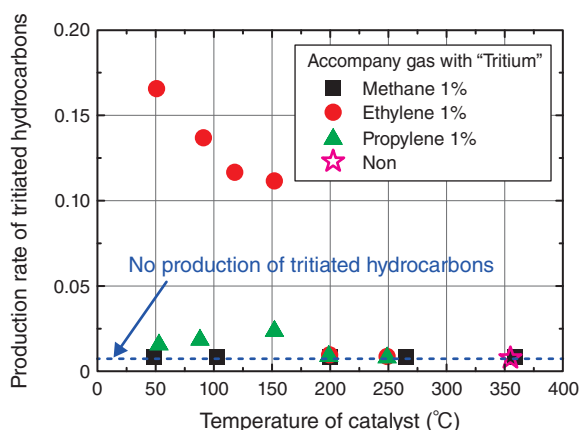 0.20
0.15
0.10
0.05
0
Production rate of tritiated hydrocarbons
Accompany gas with “Tritium”
Methane 1%
Ethylene 1%
Propylene 1%
Non
No production of tritiated hydrocarbons
0 50 100 150 200 250 300 350 400
Temperature of catalyst (℃)